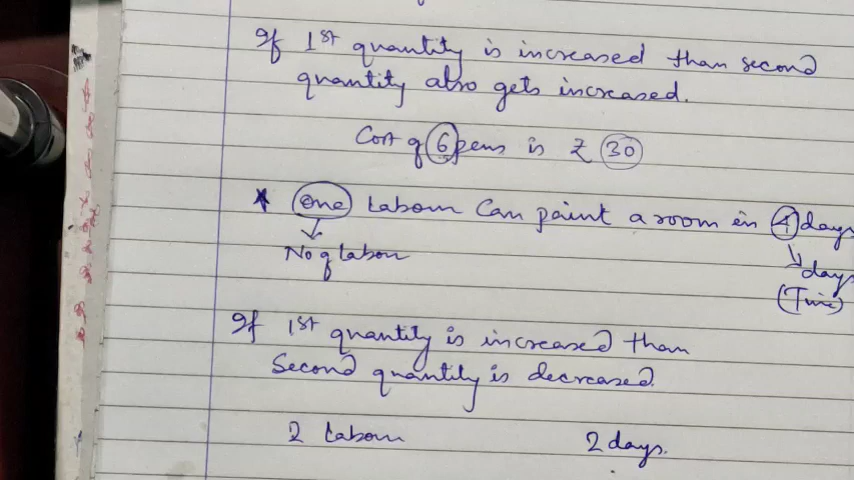 If 1st quantity is increased than second
quantity also gets increased.
Cost of 6 pens is ₹ 30
* one labour can paint a room in 4 days
No of labour
days
(Time)
If 1st quantity is increased than
Second quantity is decreased.
2 labour 2 days.